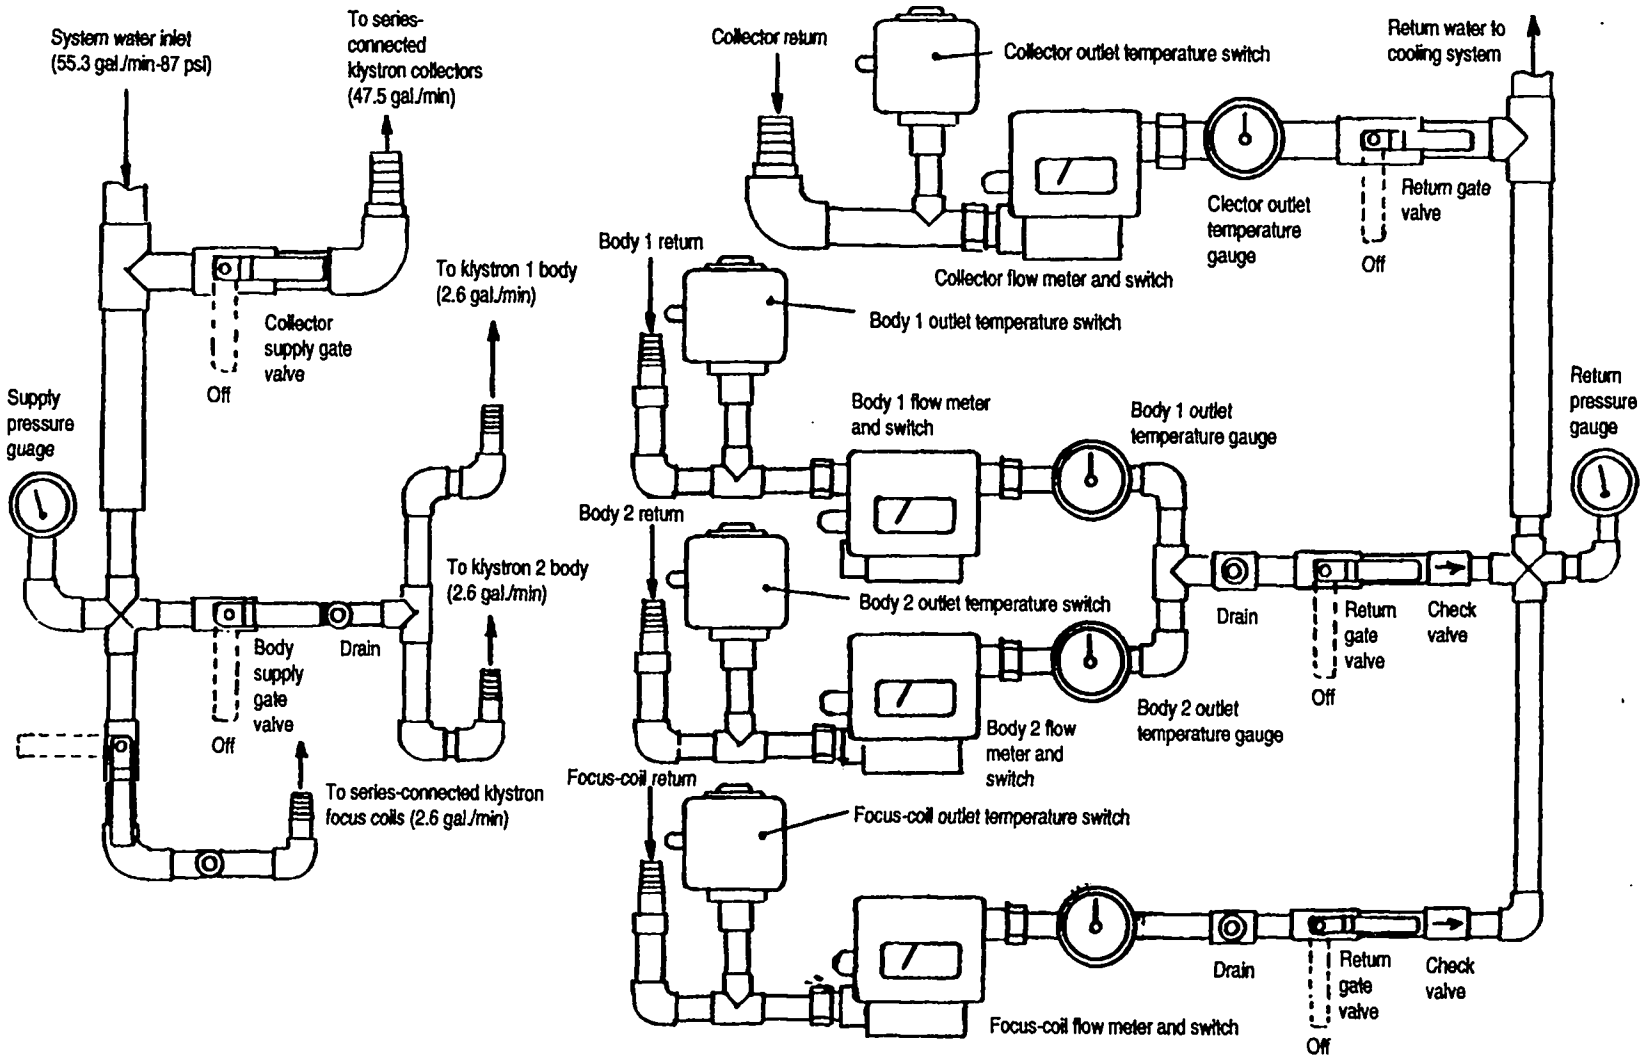 System water inlet
(55.3 gal./min-87 psi)
To series-
connected
klystron collectors
(47.5 gal./min)
Collector
supply gate
valve
Off
Supply
pressure
guage
To klystron 1 body
(2.6 gal./min)
To klystron 2 body
(2.6 gal./min)
Body
supply
gate
valve
Off
Drain
To series-connected klystron
focus coils (2.6 gal./min)
Collector return
Collector outlet temperature switch
Collector flow meter and switch
Clector outlet
temperature
gauge
Return gate
valve
Off
Return water to
cooling system
Body 1 return
Body 1 outlet temperature switch
Body 1 flow meter
and switch
Body 1 outlet
temperature gauge
Return
pressure
gauge
Body 2 return
Body 2 outlet temperature switch
Body 2 flow
meter and
switch
Body 2 outlet
temperature gauge
Drain
Return
gate
valve
Off
Check
valve
Focus-coil return
Focus-coil outlet temperature switch
Focus-coil flow meter and switch
Drain
Return
gate
valve
Off
Check
valve